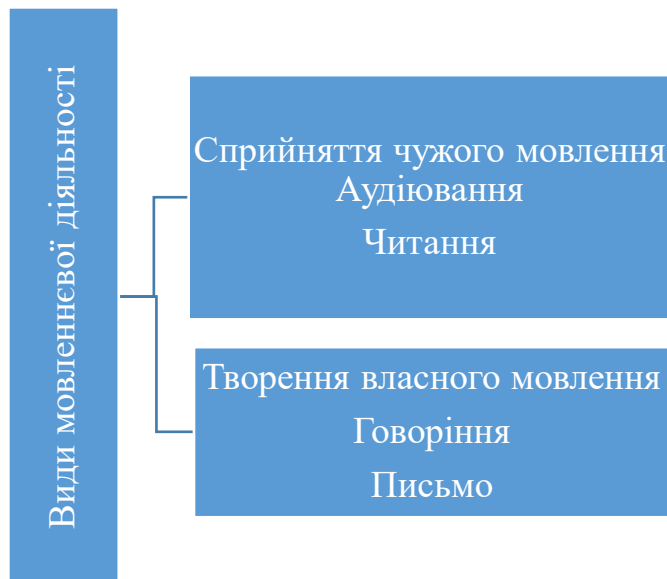 Види мовленнєвої діяльності
Сприйняття чужого мовлення
Аудіювання
Читання
Творення власного мовлення
Говоріння
Письмо